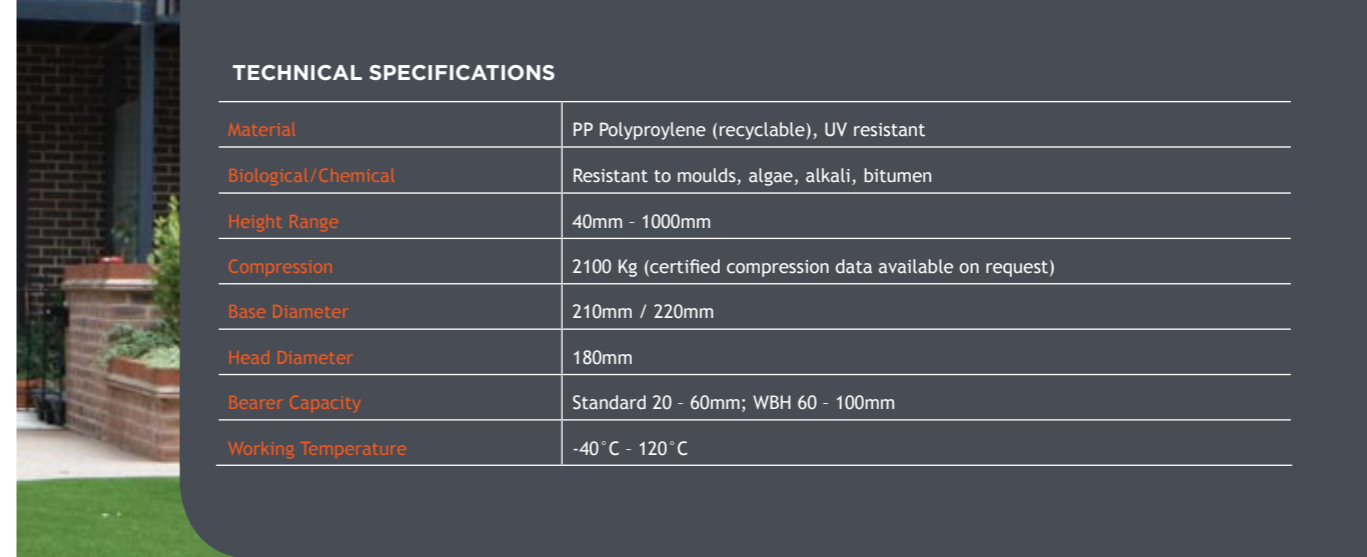 TECHNICAL SPECIFICATIONS
Material PP Polyproylene (recyclable), UV resistant
Biological/Chemical Resistant to moulds, algae, alkali, bitumen
Height Range 40mm – 1000mm
Compression 2100 Kg (certified compression data available on request)
Base Diameter 210mm / 220mm
Head Diameter 180mm
Bearer Capacity Standard 20 – 60mm; WBH 60 – 100mm
Working Temperature -40°C – 120°C